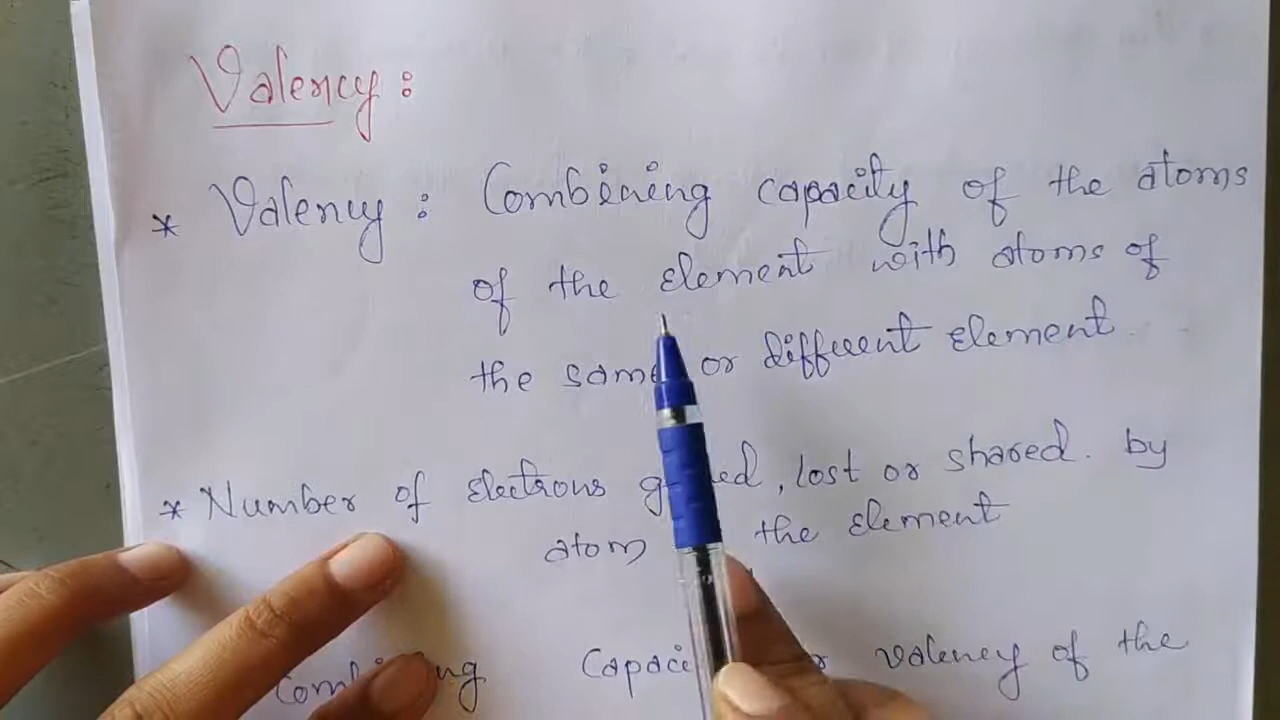 Valency :
* Valency : Combining capacity of the atoms
of the element with atoms of
the same or different element
* Number of electrons lost or shared. by
atom the element
valency of the